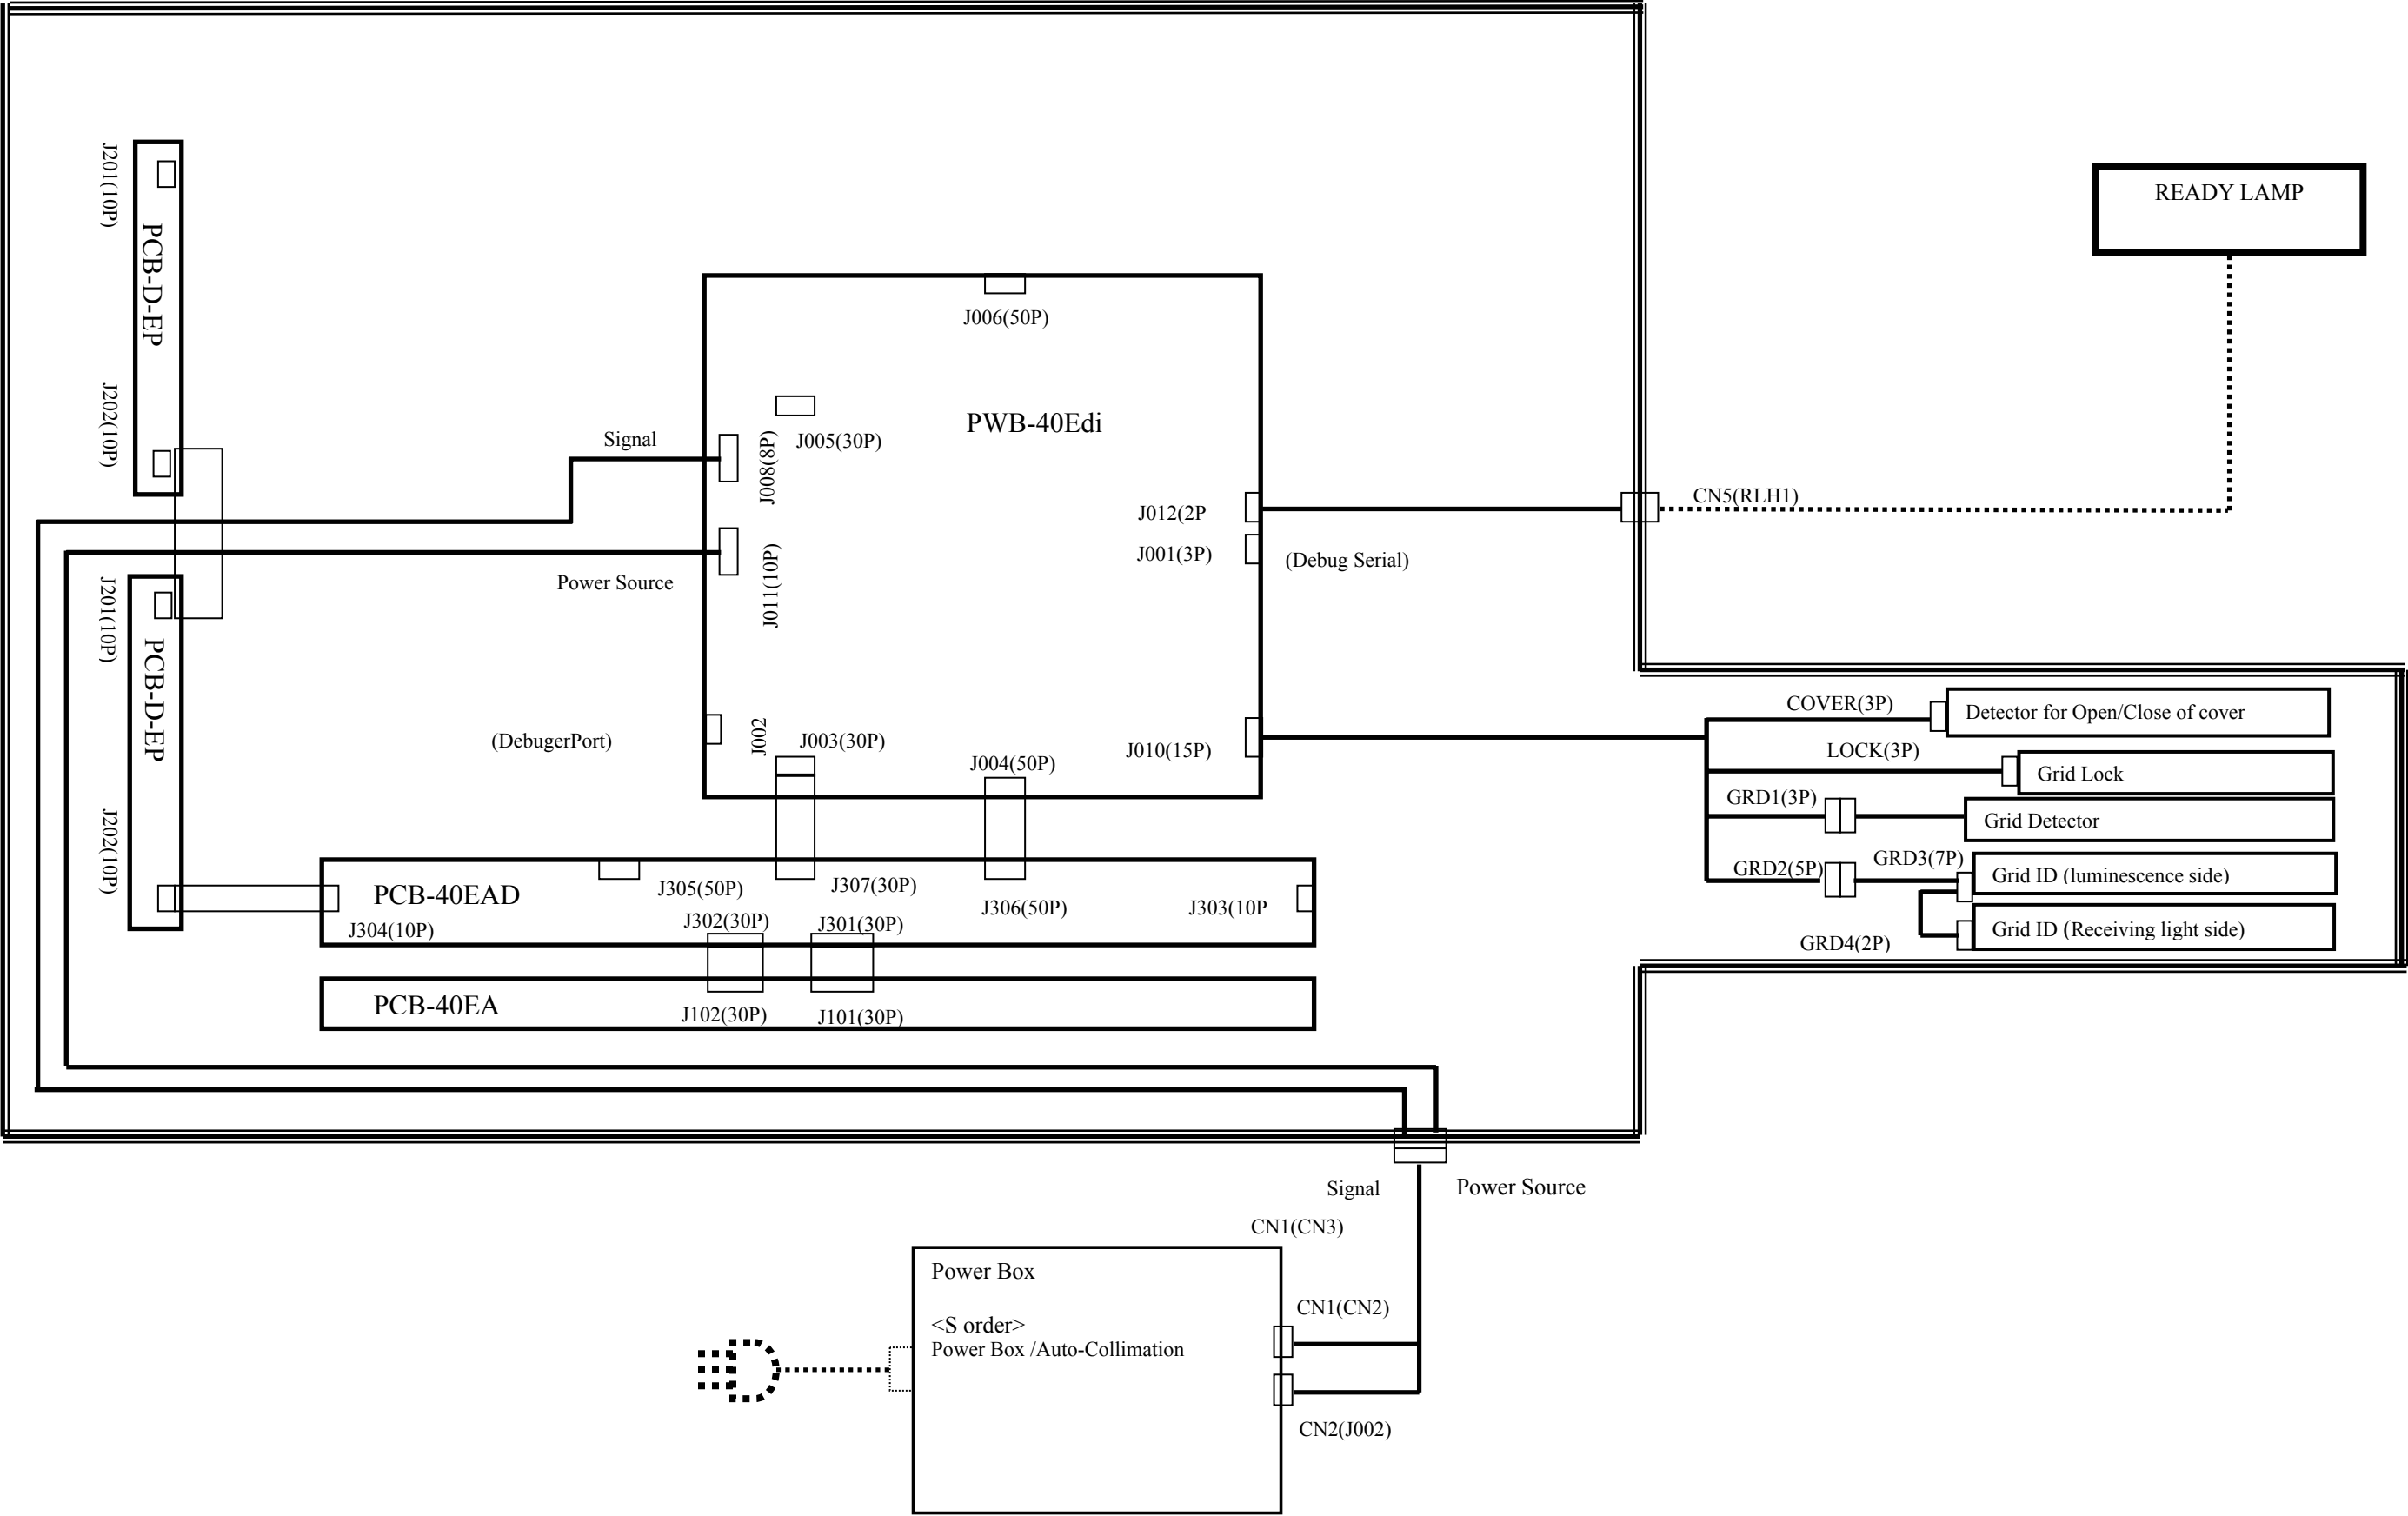 READY LAMP
J201(10P)
PCB-D-EP
J202(10P)
J006(50P)
PWB-40Edi
J005(30P)
Signal
J008(8P)
J012(2P
CN5(RLH1)
J001(3P)
(Debug Serial)
Power Source
J011(10P)
J201(10P)
PCB-D-EP
J202(10P)
(DebugerPort)
J002
J003(30P)
J004(50P)
J010(15P)
COVER(3P)
Detector for Open/Close of cover
LOCK(3P)
Grid Lock
GRD1(3P)
Grid Detector
GRD2(5P)
GRD3(7P)
Grid ID (luminescence side)
GRD4(2P)
Grid ID (Receiving light side)
PCB-40EAD
J304(10P)
J305(50P)
J307(30P)
J302(30P)
J301(30P)
J306(50P)
J303(10P
PCB-40EA
J102(30P)
J101(30P)
Signal
Power Source
CN1(CN3)
Power Box
<S order>
Power Box /Auto-Collimation
CN1(CN2)
CN2(J002)